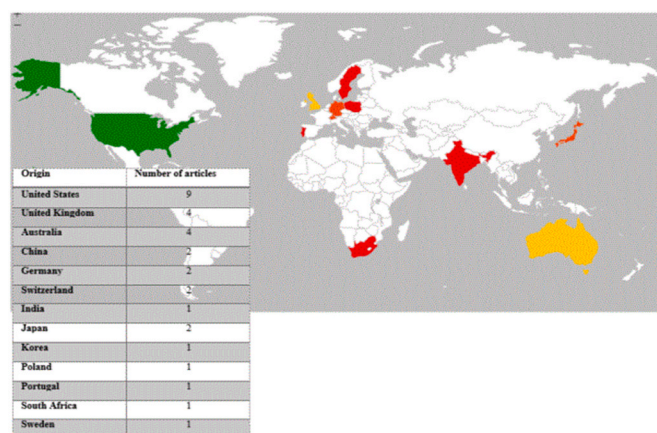 +
−
Origin Number of articles
United States 9
United Kingdom 4
Australia 4
China 2
Germany 2
Switzerland 2
India 1
Japan 2
Korea 1
Poland 1
Portugal 1
South Africa 1
Sweden 1